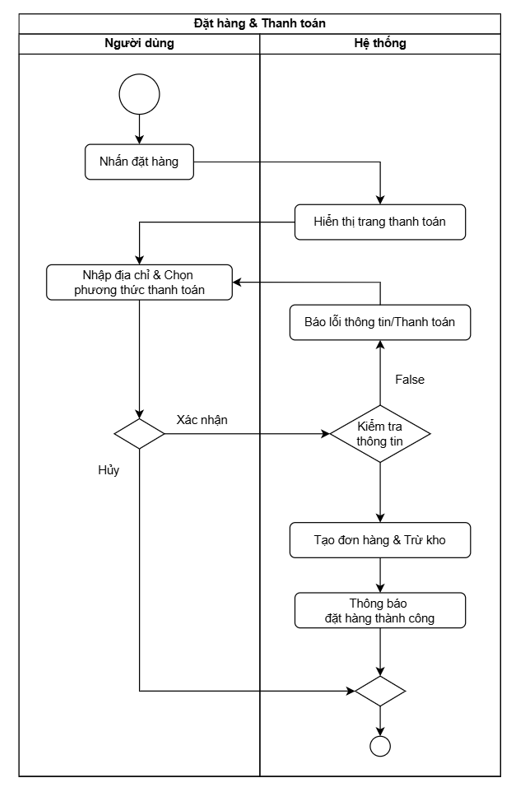 Đặt hàng & Thanh toán
Người dùng
Hệ thống
Nhấn đặt hàng
Hiển thị trang thanh toán
Nhập địa chỉ & Chọn
phương thức thanh toán
Báo lỗi thông tin/Thanh toán
False
Xác nhận
Kiểm tra
thông tin
Hủy
Tạo đơn hàng & Trừ kho
Thông báo
đặt hàng thành công